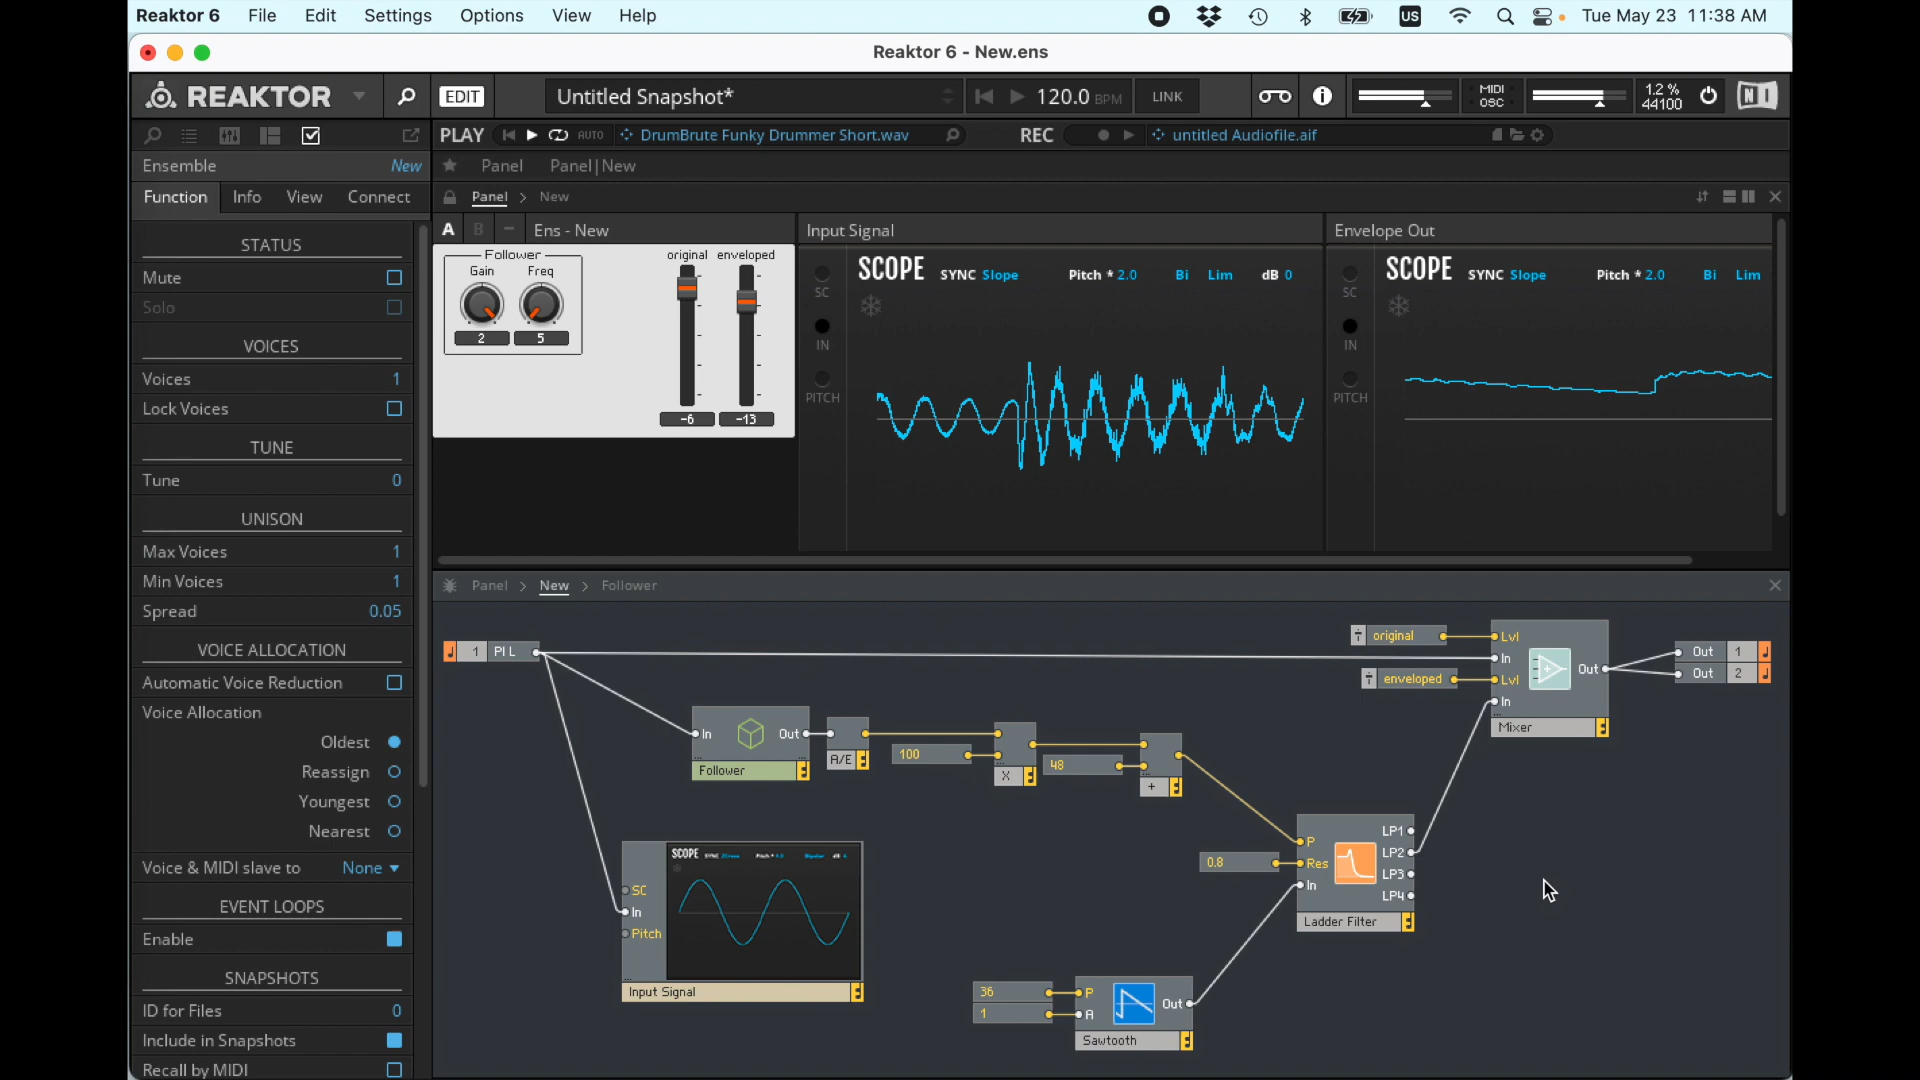 Reaktor 6 File Edit Settings Options View Help US Tue May 23 11:38 AM
Reaktor 6 - New.ens
REAKTOR EDIT Untitled Snapshot* 120.0 BPM LINK MIDI OSC 1.2 % 44100 NI
PLAY AUTO DrumBrute Funky Drummer Short.wav REC untitled Audiofile.aif
Ensemble New
Panel Panel|New
Function Info View Connect
Panel > New
A B Ens - New Input Signal Envelope Out
STATUS
Mute
Solo
VOICES
Voices 1
Lock Voices
TUNE
Tune 0
UNISON
Max Voices 1
Min Voices 1
Spread 0.05
VOICE ALLOCATION
Automatic Voice Reduction
Voice Allocation
Oldest
Reassign
Youngest
Nearest
Voice & MIDI slave to None
EVENT LOOPS
Enable
SNAPSHOTS
ID for Files 0
Include in Snapshots
Recall by MIDI
Follower
Gain Freq
2 5
original enveloped
-6 -13
SCOPE SYNC Slope Pitch * 2.0 Bi Lim dB 0
SC
IN
PITCH
SCOPE SYNC Slope Pitch * 2.0 Bi Lim
SC
IN
PITCH
Panel > New > Follower
1 PI L
original
Lvl
In
enveloped
Lvl
In
Out
Mixer
Out 1
Out 2
In Out
Follower
A/E
100
X
48
+
SCOPE
SC
In
Pitch
Input Signal
0.8
P
Res
In
LP1
LP2
LP3
LP4
Ladder Filter
36
1
P
A
Out
Sawtooth